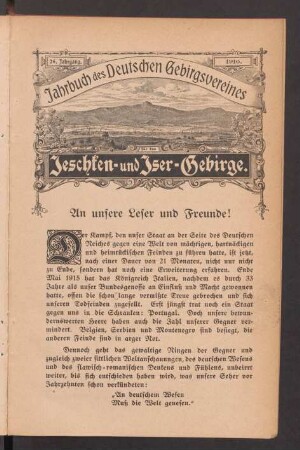 26. Jahrgang. 1916.
Jahrbuch des Deutschen Gebirgsvereines
für das
Jeschken- und Iser-Gebirge.
An unsere Leser und Freunde!
Der Kampf, den unser Staat an der Seite des Deutschen
Reiches gegen eine Welt von mächtigen, hartnäckigen
und heimtückischen Feinden zu führen hatte, ist jetzt,
nach einer Dauer von 21 Monaten, nicht nur nicht
zu Ende, sondern hat noch eine Erweiterung erfahren. Ende
Mai 1915 hat das Königreich Italien, nachdem es durch 33
Jahre als unser Bundesgenosse an Einfluß und Macht gewonnen
hatte, offen die schon lange vermißte Treue gebrochen und sich
unseren Todfeinden zugesellt. Erst jüngst trat noch ein Staat
gegen uns in die Schranken: Portugal. Doch unsere bewun-
dernswerten Heere haben auch die Zahl unserer Gegner ver-
mindert. Belgien, Serbien und Montenegro sind besiegt, die
anderen Feinde sind in arger Not.
Dennoch geht das gewaltige Ringen der Gegner und
zugleich zweier feindlichen Weltanschauungen, des deutschen Wesens
und des slawisch-romanischen Denkens und Fühlens, unbeirrt
weiter, bis sich entschieden haben wird, was unsere Seher vor
Jahrzehnten schon verkündeten:
„An deutschem Wesen
Muß die Welt genesen.“